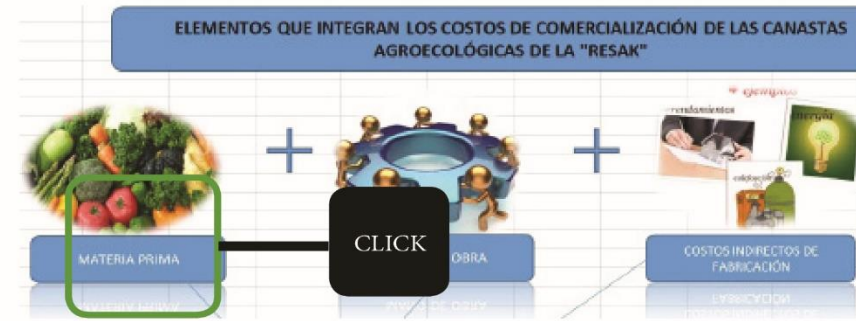 ELEMENTOS QUE INTEGRAN LOS COSTOS DE COMERCIALIZACIÓN DE LAS CANASTAS
AGROECOLÓGICAS DE LA "RESAK"
+ ejemplos
MATERIA PRIMA
CLICK
OBRA
COSTOS INDIRECTOS DE
FABRICACIÓN